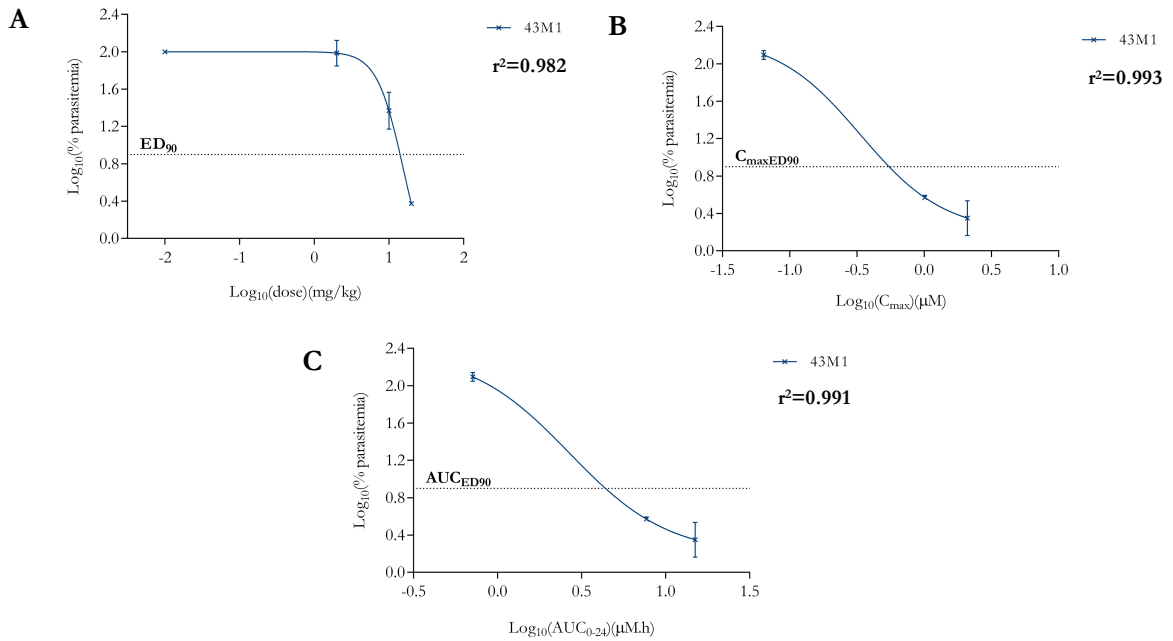 A
43M1
r²=0.982
Log₁₀(% parasitemia)
2.4
2.0
1.6
1.2
0.8
0.4
0.0
ED₉₀
-2 -1 0 1 2
Log₁₀(dose)(mg/kg)
B
43M1
r²=0.993
Log₁₀(% parasitemia)
2.4
2.0
1.6
1.2
0.8
0.4
0.0
CₘₐₓED90
-1.5 -1.0 -0.5 0.0 0.5 1.0
Log₁₀(Cₘₐₓ)(μM)
C
43M1
r²=0.991
Log₁₀(% parasitemia)
2.4
2.0
1.6
1.2
0.8
0.4
0.0
AUCED90
-0.5 0.0 0.5 1.0 1.5
Log₁₀(AUC₀₋₂₄)(μM.h)